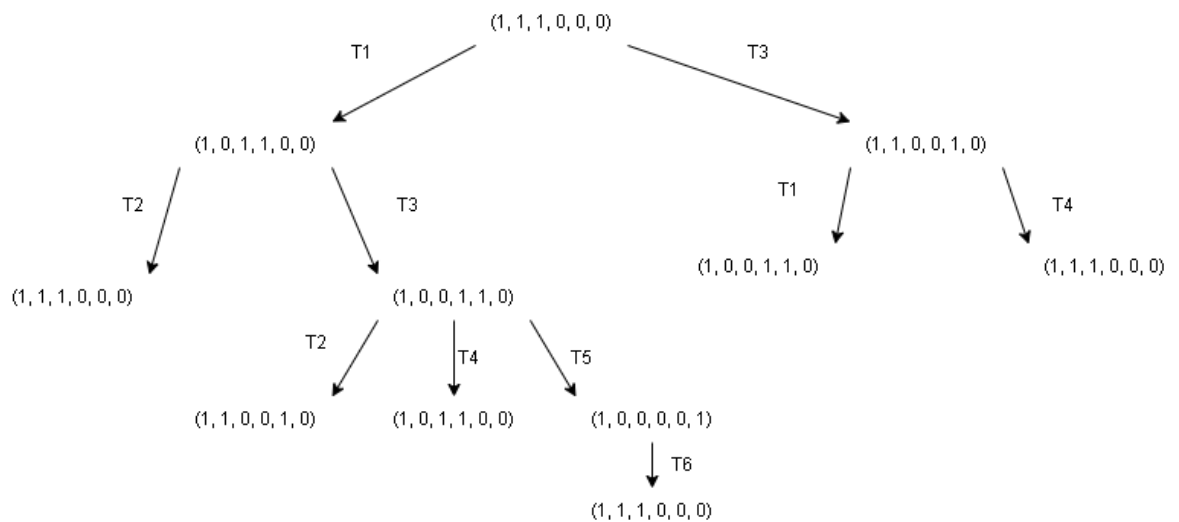 (1, 1, 1, 0, 0, 0)
T1
T3
(1, 0, 1, 1, 0, 0)
(1, 1, 0, 0, 1, 0)
T2
T3
T1
T4
(1, 1, 1, 0, 0, 0)
(1, 0, 0, 1, 1, 0)
(1, 0, 0, 1, 1, 0)
(1, 1, 1, 0, 0, 0)
T2
T4
T5
(1, 1, 0, 0, 1, 0)
(1, 0, 1, 1, 0, 0)
(1, 0, 0, 0, 0, 1)
T6
(1, 1, 1, 0, 0, 0)